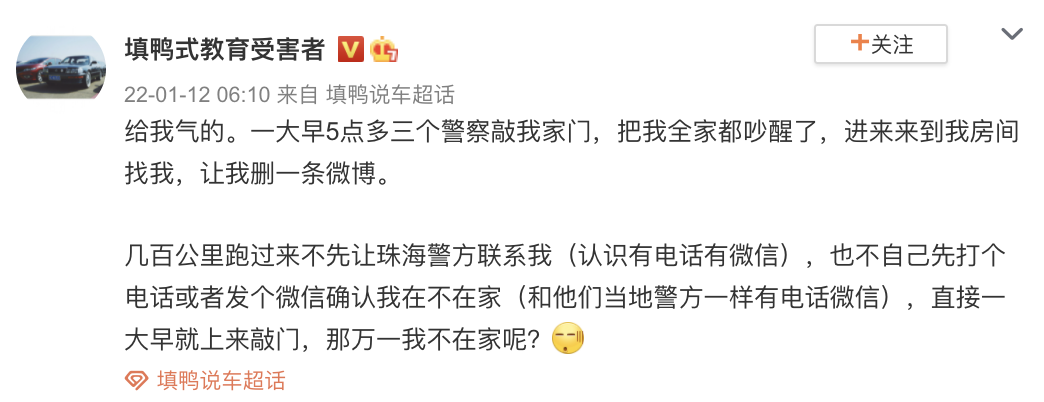 填鸭式教育受害者
+关注
22-01-12 06:10 来自 填鸭说车超话
给我气的。一大早5点多三个警察敲我家门，把我全家都吵醒了，进来来到我房间
找我，让我删一条微博。
几百公里跑过来不先让珠海警方联系我（认识有电话有微信），也不自己先打个
电话或者发个微信确认我在不在家（和他们当地警方一样有电话微信），直接一
大早就上来敲门，那万一我不在家呢？
填鸭说车超话